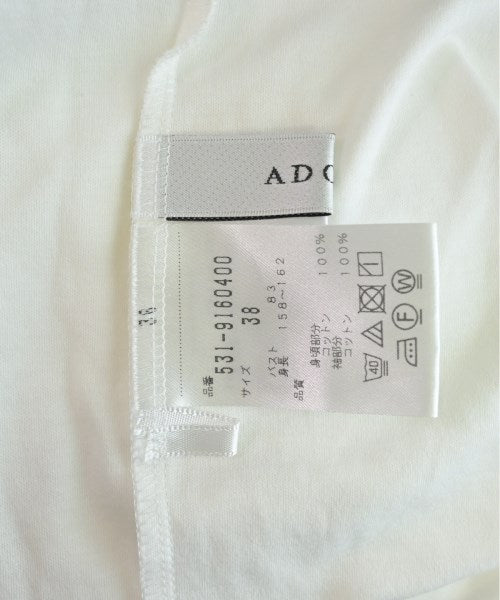 ADO
38
品番
531-9160400
サイズ 38
バスト 83
身長 158~162
品質
身頃部分
コットン 100%
袖部分
コットン 100%
40
F W